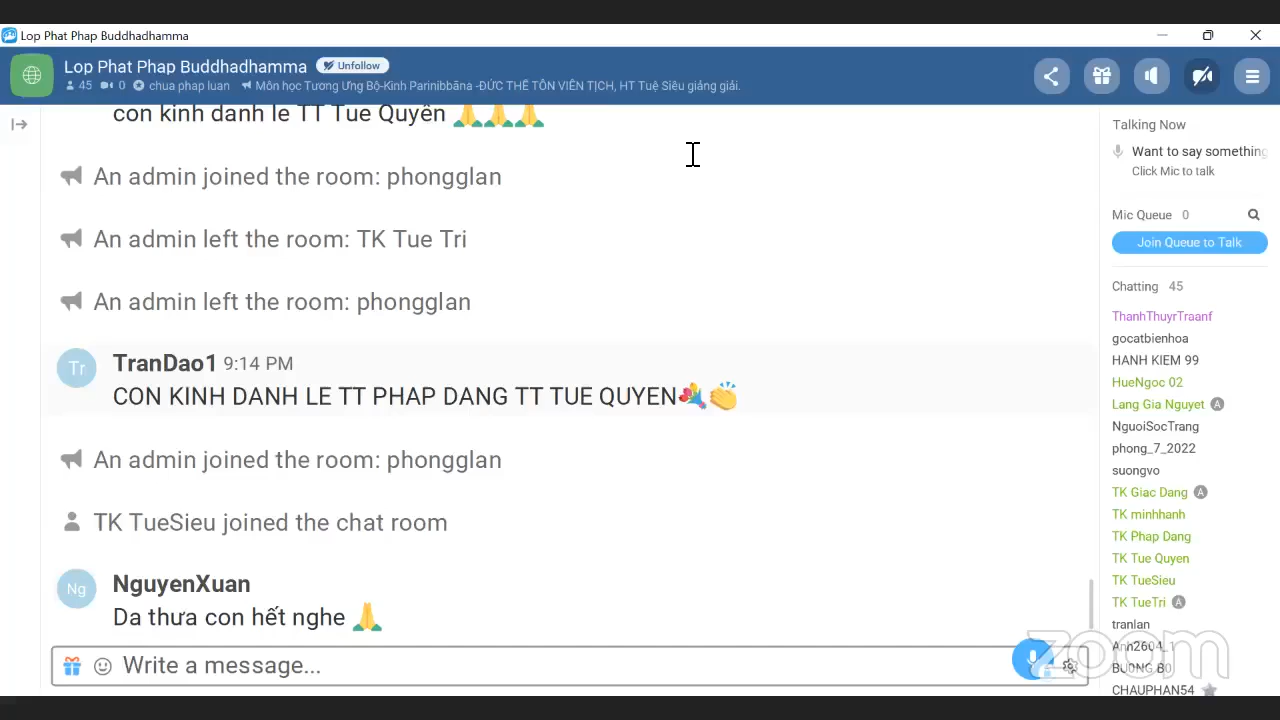 Lop Phat Phap Buddhadhamma
Lop Phat Phap Buddhadhamma Unfollow
45 0 chua phap luan Môn học Tương Ưng Bộ-Kinh Parinibbāna -ĐỨC THẾ TÔN VIÊN TỊCH, HT Tuệ Siêu giảng giải.
con kinh danh le TT Tue Quyên
An admin joined the room: phongglan
An admin left the room: TK Tue Tri
An admin left the room: phongglan
Tr
TranDao1 9:14 PM
CON KINH DANH LE TT PHAP DANG TT TUE QUYEN
An admin joined the room: phongglan
TK TueSieu joined the chat room
Ng
NguyenXuan
Da thưa con hết nghe
Write a message...
Talking Now
Want to say something
Click Mic to talk
Mic Queue 0
Join Queue to Talk
Chatting 45
ThanhThuyrTraanf
gocatbienhoa
HANH KIEM 99
HueNgoc 02
Lang Gia Nguyet A
NguoiSocTrang
phong_7_2022
suongvo
TK Giac Dang A
TK minhhanh
TK Phap Dang
TK Tue Quyen
TK TueSieu
TK TueTri A
tranlan
Anh2604_1
BUONG B0
CHAUPHAN54
zoom